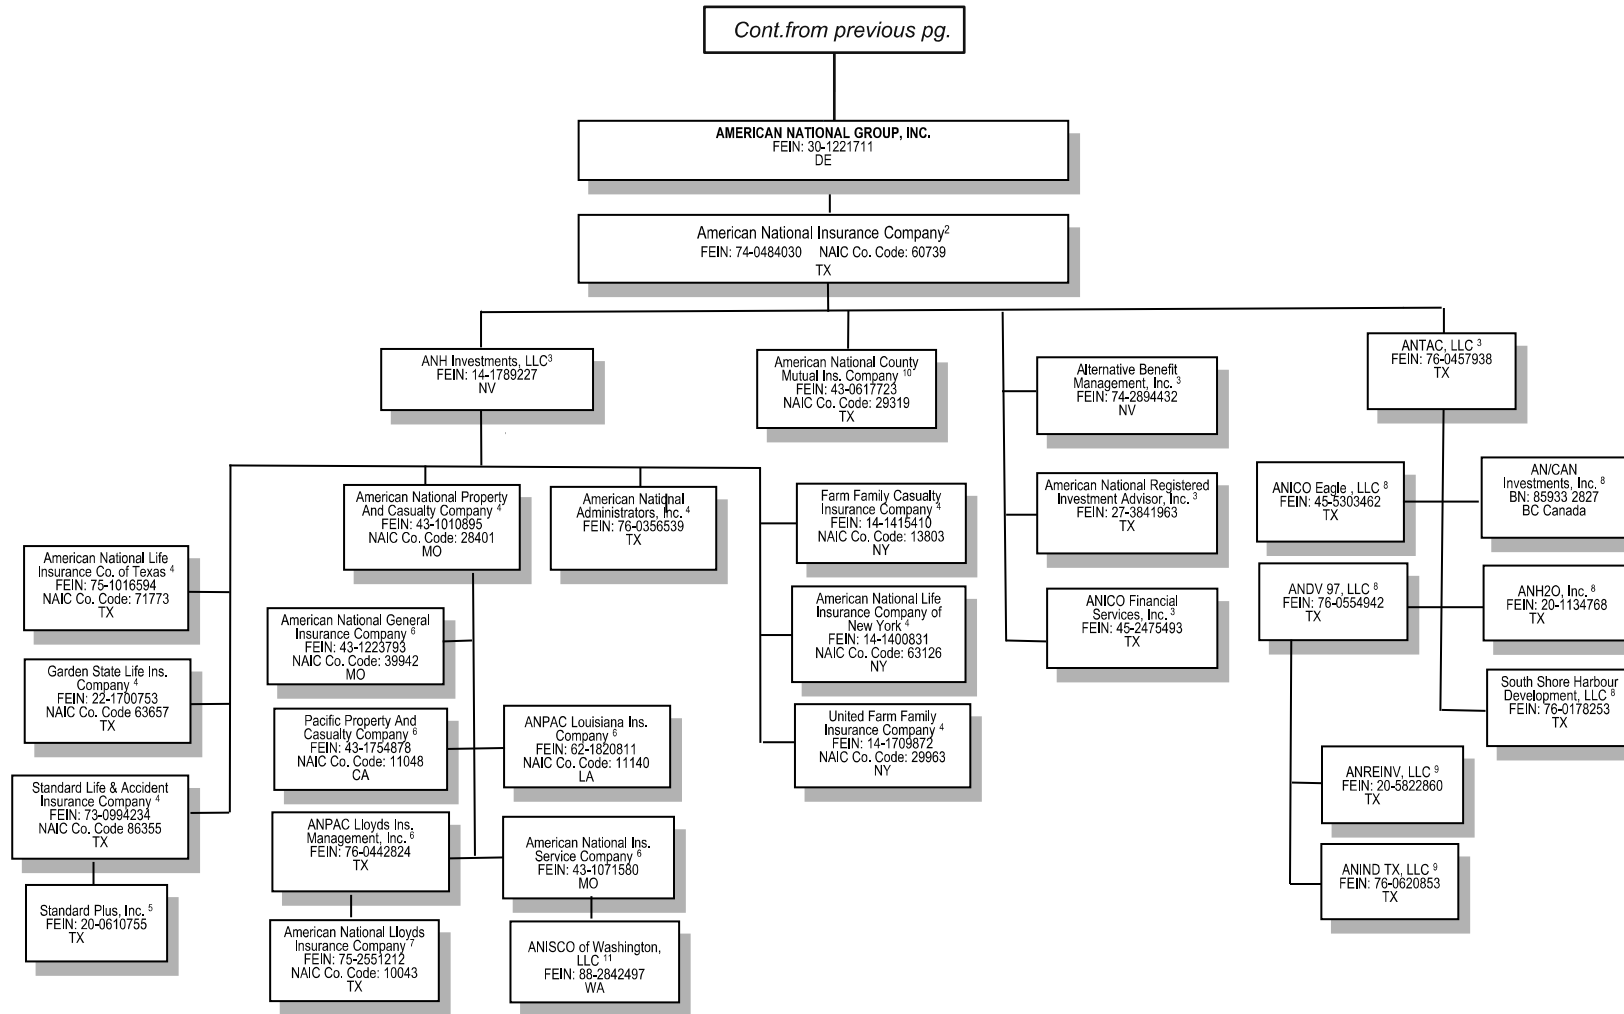 Cont.from previous pg.
AMERICAN NATIONAL GROUP, INC.
FEIN: 30-1221711
DE
American National Insurance Company2
FEIN: 74-0484030 NAIC Co. Code: 60739
TX
ANH Investments, LLC3
FEIN: 14-1789227
NV
American National County
Mutual Ins. Company 10
FEIN: 43-0617723
NAIC Co. Code: 29319
TX
Alternative Benefit
Management, Inc. 3
FEIN: 74-2894432
NV
ANTAC, LLC 3
FEIN: 76-0457938
TX
American National Property
And Casualty Company 4
FEIN: 43-1010895
NAIC Co. Code: 28401
MO
American National
Administrators, Inc. 4
FEIN: 76-0356539
TX
Farm Family Casualty
Insurance Company 4
FEIN: 14-1415410
NAIC Co. Code: 13803
NY
American National Registered
Investment Advisor, Inc. 3
FEIN: 27-3841963
TX
ANICO Eagle , LLC 8
FEIN: 45-5303462
TX
AN/CAN
Investments, Inc. 8
BN: 85933 2827
BC Canada
American National Life
Insurance Co. of Texas 4
FEIN: 75-1016594
NAIC Co. Code: 71773
TX
American National General
Insurance Company 6
FEIN: 43-1223793
NAIC Co. Code: 39942
MO
American National Life
Insurance Company of
New York 4
FEIN: 14-1400831
NAIC Co. Code: 63126
NY
ANICO Financial
Services, Inc. 3
FEIN: 45-2475493
TX
ANDV 97, LLC 8
FEIN: 76-0554942
TX
ANH2O, Inc. 8
FEIN: 20-1134768
TX
Garden State Life Ins.
Company 4
FEIN: 22-1700753
NAIC Co. Code 63657
TX
Pacific Property And
Casualty Company 6
FEIN: 43-1754878
NAIC Co. Code: 11048
CA
ANPAC Louisiana Ins.
Company 6
FEIN: 62-1820811
NAIC Co. Code: 11140
LA
United Farm Family
Insurance Company 4
FEIN: 14-1709872
NAIC Co. Code: 29963
NY
South Shore Harbour
Development, LLC 8
FEIN: 76-0178253
TX
Standard Life & Accident
Insurance Company 4
FEIN: 73-0994234
NAIC Co. Code 86355
TX
ANPAC Lloyds Ins.
Management, Inc. 6
FEIN: 76-0442824
TX
American National Ins.
Service Company 6
FEIN: 43-1071580
MO
ANREINV, LLC 9
FEIN: 20-5822860
TX
Standard Plus, Inc. 5
FEIN: 20-0610755
TX
American National Lloyds
Insurance Company 7
FEIN: 75-2551212
NAIC Co. Code: 10043
TX
ANISCO of Washington,
LLC 11
FEIN: 88-2842497
WA
ANIND TX, LLC 9
FEIN: 76-0620853
TX